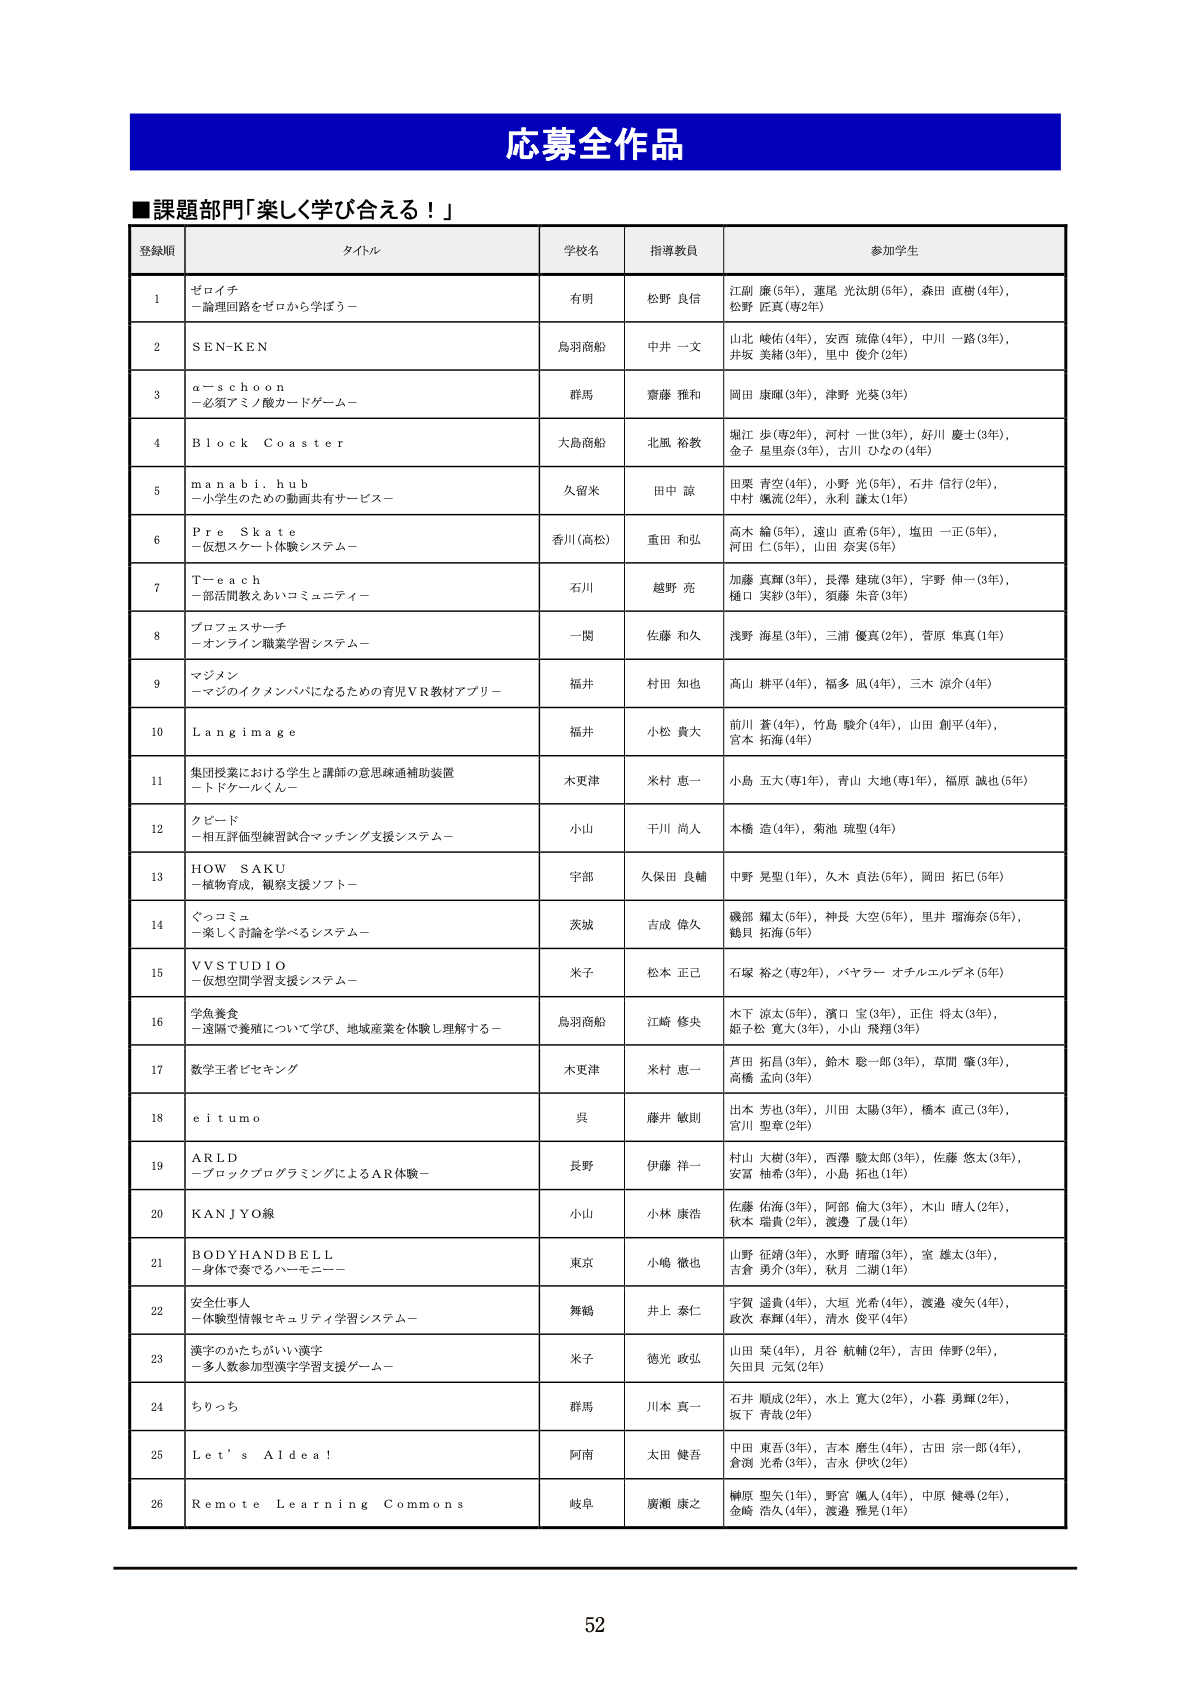 応募全作品
■課題部門｢楽しく学び合える！」
登録順 タイトル 学校名 指導教員 参加学生
1 ゼロイチ
－論理回路をゼロから学ぼう－ 有明 松野 良信 江副 廉(5年)，蓮尾 光汰朗(5年)，森田 直樹(4年)，
松野 匠真(専2年)
2 ＳＥＮ-ＫＥＮ 鳥羽商船 中井 一文 山北 峻佑(4年)，安西 琉偉(4年)，中川 一路(3年)，
井坂 美緒(3年)，里中 俊介(2年)
3 α－ｓｃｈｏｏｎ
－必須アミノ酸カードゲーム－ 群馬 齋藤 雅和 岡田 康暉(3年)，津野 光葵(3年)
4 Ｂｌｏｃｋ　Ｃｏａｓｔｅｒ 大島商船 北風 裕教 堀江 歩(専2年)，河村 一世(3年)，好川 慶士(3年)，
金子 星里奈(3年)，古川 ひなの(4年)
5 ｍａｎａｂｉ．ｈｕｂ
－小学生のための動画共有サービス－ 久留米 田中 諒 田栗 青空(4年)，小野 光(5年)，石井 信行(2年)，
中村 颯流(2年)，永利 謙太(1年)
6 Ｐｒｅ　Ｓｋａｔｅ
－仮想スケート体験システム－ 香川(高松) 重田 和弘 高木 綸(5年)，遠山 直希(5年)，塩田 一正(5年)，
河田 仁(5年)，山田 奈実(5年)
7 Ｔ－ｅａｃｈ
－部活間教えあいコミュニティ－ 石川 越野 亮 加藤 真輝(3年)，長澤 建琉(3年)，宇野 伸一(3年)，
樋口 実紗(3年)，須藤 朱音(3年)
8 プロフェスサーチ
－オンライン職業学習システム－ 一関 佐藤 和久 浅野 海星(3年)，三浦 優真(2年)，菅原 隼真(1年)
9 マジメン
－マジのイクメンパパになるための育児ＶＲ教材アプリ－ 福井 村田 知也 髙山 耕平(4年)，福多 凪(4年)，三木 涼介(4年)
10 Ｌａｎｇｉｍａｇｅ 福井 小松 貴大 前川 蒼(4年)，竹島 駿介(4年)，山田 創平(4年)，
宮本 拓海(4年)
11 集団授業における学生と講師の意思疎通補助装置
－トドケールくん－ 木更津 米村 恵一 小島 五大(専1年)，青山 大地(専1年)，福原 誠也(5年)
12 クピード
－相互評価型練習試合マッチング支援システム－ 小山 干川 尚人 本橋 造(4年)，菊池 琉聖(4年)
13 ＨＯＷ　ＳＡＫＵ
－植物育成，観察支援ソフト－ 宇部 久保田 良輔 中野 晃聖(1年)，久木 貞法(5年)，岡田 拓巳(5年)
14 ぐっコミュ
－楽しく討論を学べるシステム－ 茨城 吉成 偉久 磯部 耀太(5年)，神長 大空(5年)，里井 瑠海奈(5年)，
鶴貝 拓海(5年)
15 ＶＶＳＴＵＤＩＯ
－仮想空間学習支援システム－ 米子 松本 正己 石塚 裕之(専2年)，バヤラー オチルエルデネ(5年)
16 学魚養食
－遠隔で養殖について学び、地域産業を体験し理解する－ 鳥羽商船 江崎 修央 木下 涼太(5年)，濱口 宝(3年)，正住 将太(3年)，
姫子松 寛大(3年)，小山 飛翔(3年)
17 数学王者ピセキング 木更津 米村 恵一 芦田 拓昌(3年)，鈴木 聡一郎(3年)，草間 肇(3年)，
高橋 孟向(3年)
18 ｅｉｔｕｍｏ 呉 藤井 敏則 出本 芳也(3年)，川田 太陽(3年)，橋本 直己(3年)，
宮川 聖章(2年)
19 ＡＲＬＤ
－ブロックプログラミングによるＡＲ体験－ 長野 伊藤 祥一 村山 大樹(3年)，西澤 駿太郎(3年)，佐藤 悠太(3年)，
安冨 柚希(3年)，小島 拓也(1年)
20 ＫＡＮＪＹＯ線 小山 小林 康浩 佐藤 佑海(3年)，阿部 倫大(3年)，木山 晴人(2年)，
秋本 瑞貴(2年)，渡邊 了晟(1年)
21 ＢＯＤＹＨＡＮＤＢＥＬＬ
－身体で奏でるハーモニー－ 東京 小嶋 徹也 山野 征靖(3年)，水野 晴瑠(3年)，室 雄太(3年)，
吉倉 勇介(3年)，秋月 二湖(1年)
22 安全仕事人
－体験型情報セキュリティ学習システム－ 舞鶴 井上 泰仁 宇賀 遥貴(4年)，大垣 光希(4年)，渡邉 凌矢(4年)，
政次 春輝(4年)，清水 俊平(4年)
23 漢字のかたちがいい漢字
－多人数参加型漢字学習支援ゲーム－ 米子 徳光 政弘 山田 栞(4年)，月谷 航輔(2年)，吉田 倖野(2年)，
矢田貝 元気(2年)
24 ちりっち 群馬 川本 真一 石井 順成(2年)，水上 寛大(2年)，小暮 勇輝(2年)，
坂下 青哉(2年)
25 Ｌｅｔ’ｓ　ＡＩｄｅａ！ 阿南 太田 健吾 中田 東吾(3年)，吉本 磨生(4年)，古田 宗一郎(4年)，
倉渕 光希(3年)，吉永 伊吹(2年)
26 Ｒｅｍｏｔｅ　Ｌｅａｒｎｉｎｇ　Ｃｏｍｍｏｎｓ 岐阜 廣瀬 康之 榊原 聖矢(1年)，野宮 颯人(4年)，中原 健尋(2年)，
金崎 浩久(4年)，渡邉 雅晃(1年)
52